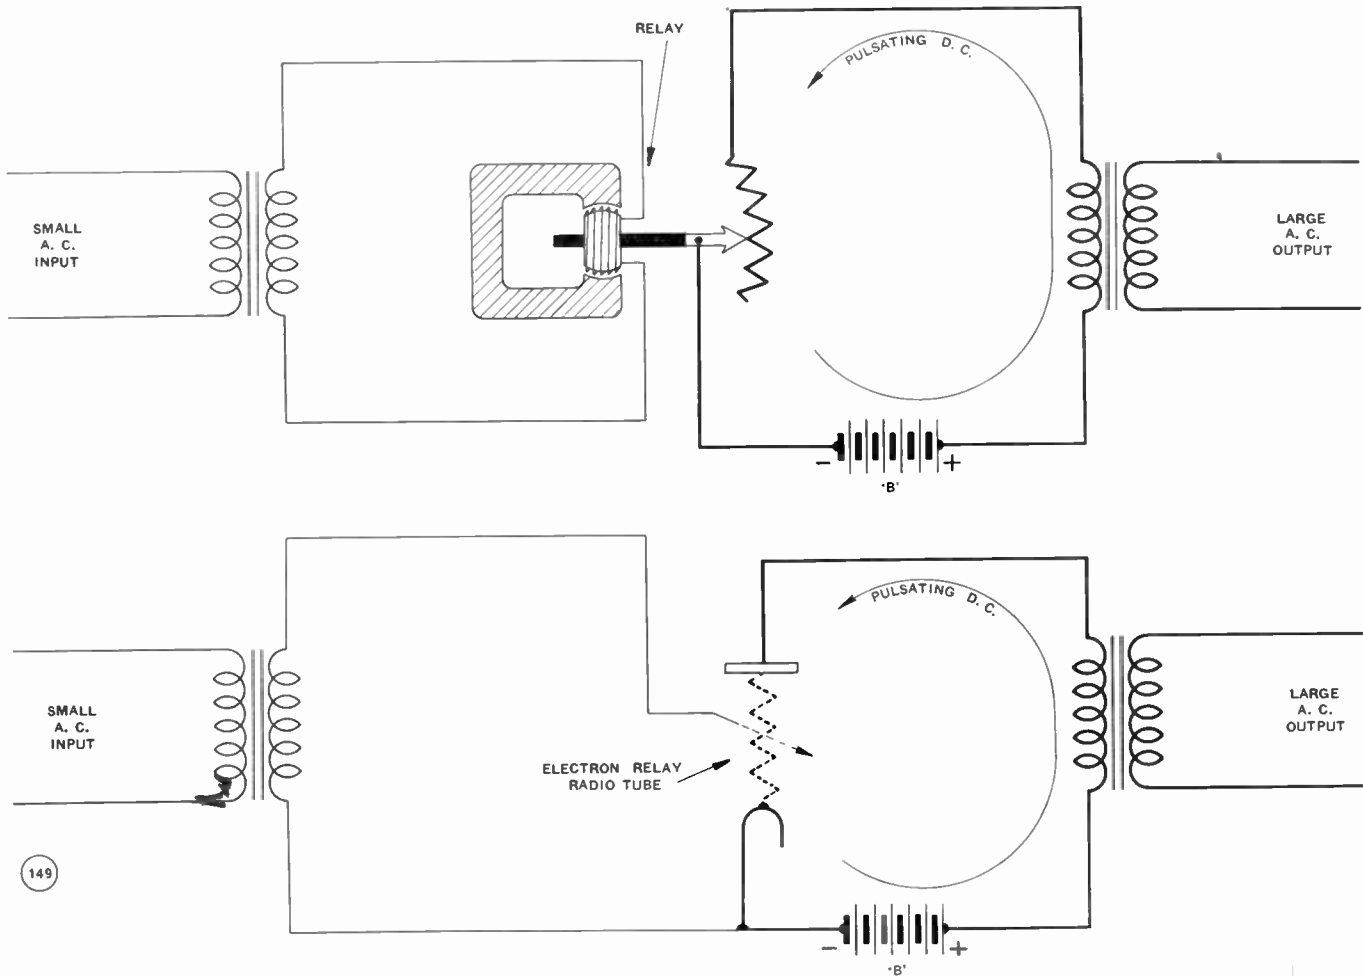 RELAY
PULSATING D. C.
SMALL
A. C.
INPUT
LARGE
A. C.
OUTPUT
- +
'B'
PULSATING D. C.
SMALL
A. C.
INPUT
LARGE
A. C.
OUTPUT
ELECTRON RELAY
RADIO TUBE
149
- +
'B'